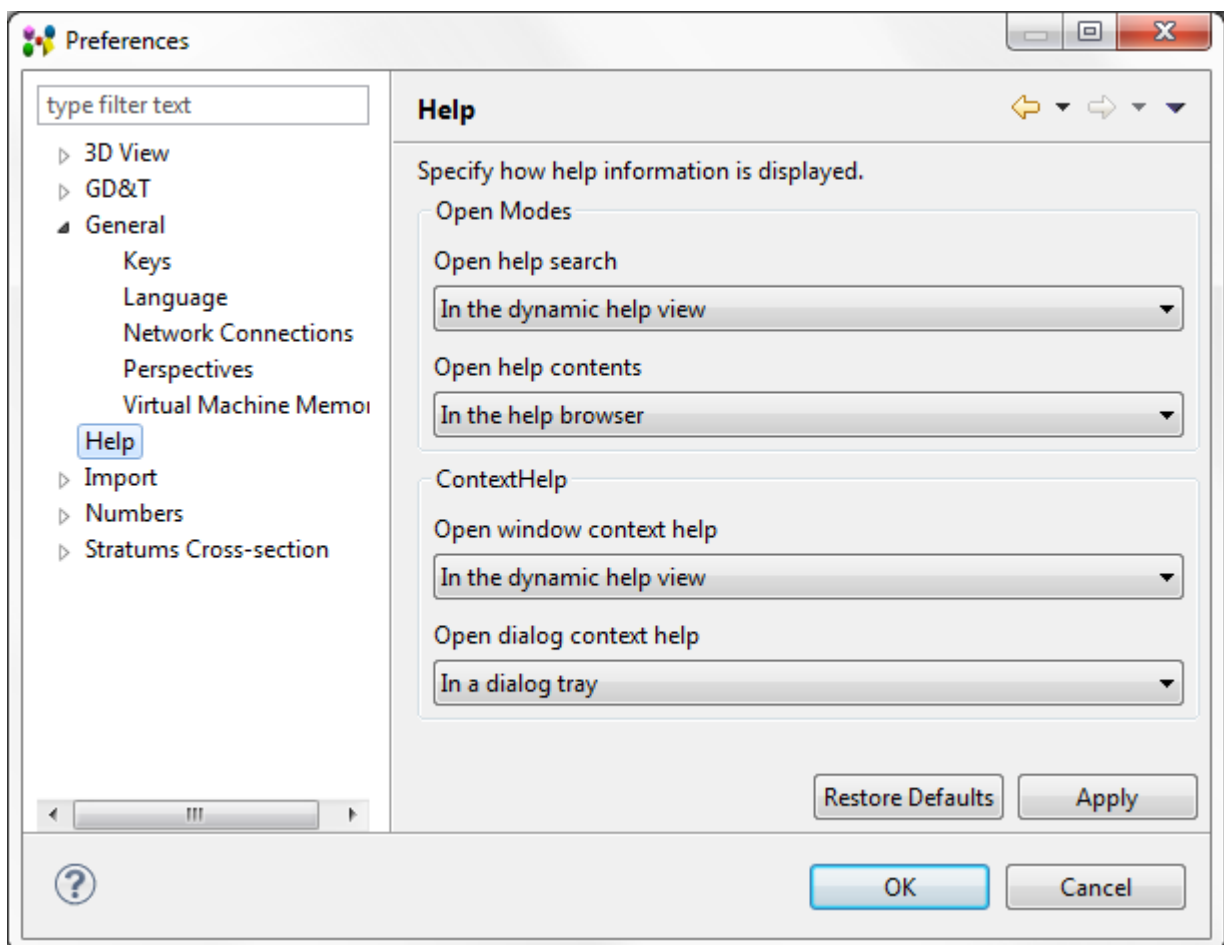 Preferences
type filter text
3D View
GD&T
General
Keys
Language
Network Connections
Perspectives
Virtual Machine Memor
Help
Import
Numbers
Stratums Cross-section
Help
Specify how help information is displayed.
Open Modes
Open help search
In the dynamic help view
Open help contents
In the help browser
ContextHelp
Open window context help
In the dynamic help view
Open dialog context help
In a dialog tray
Restore Defaults Apply
OK Cancel